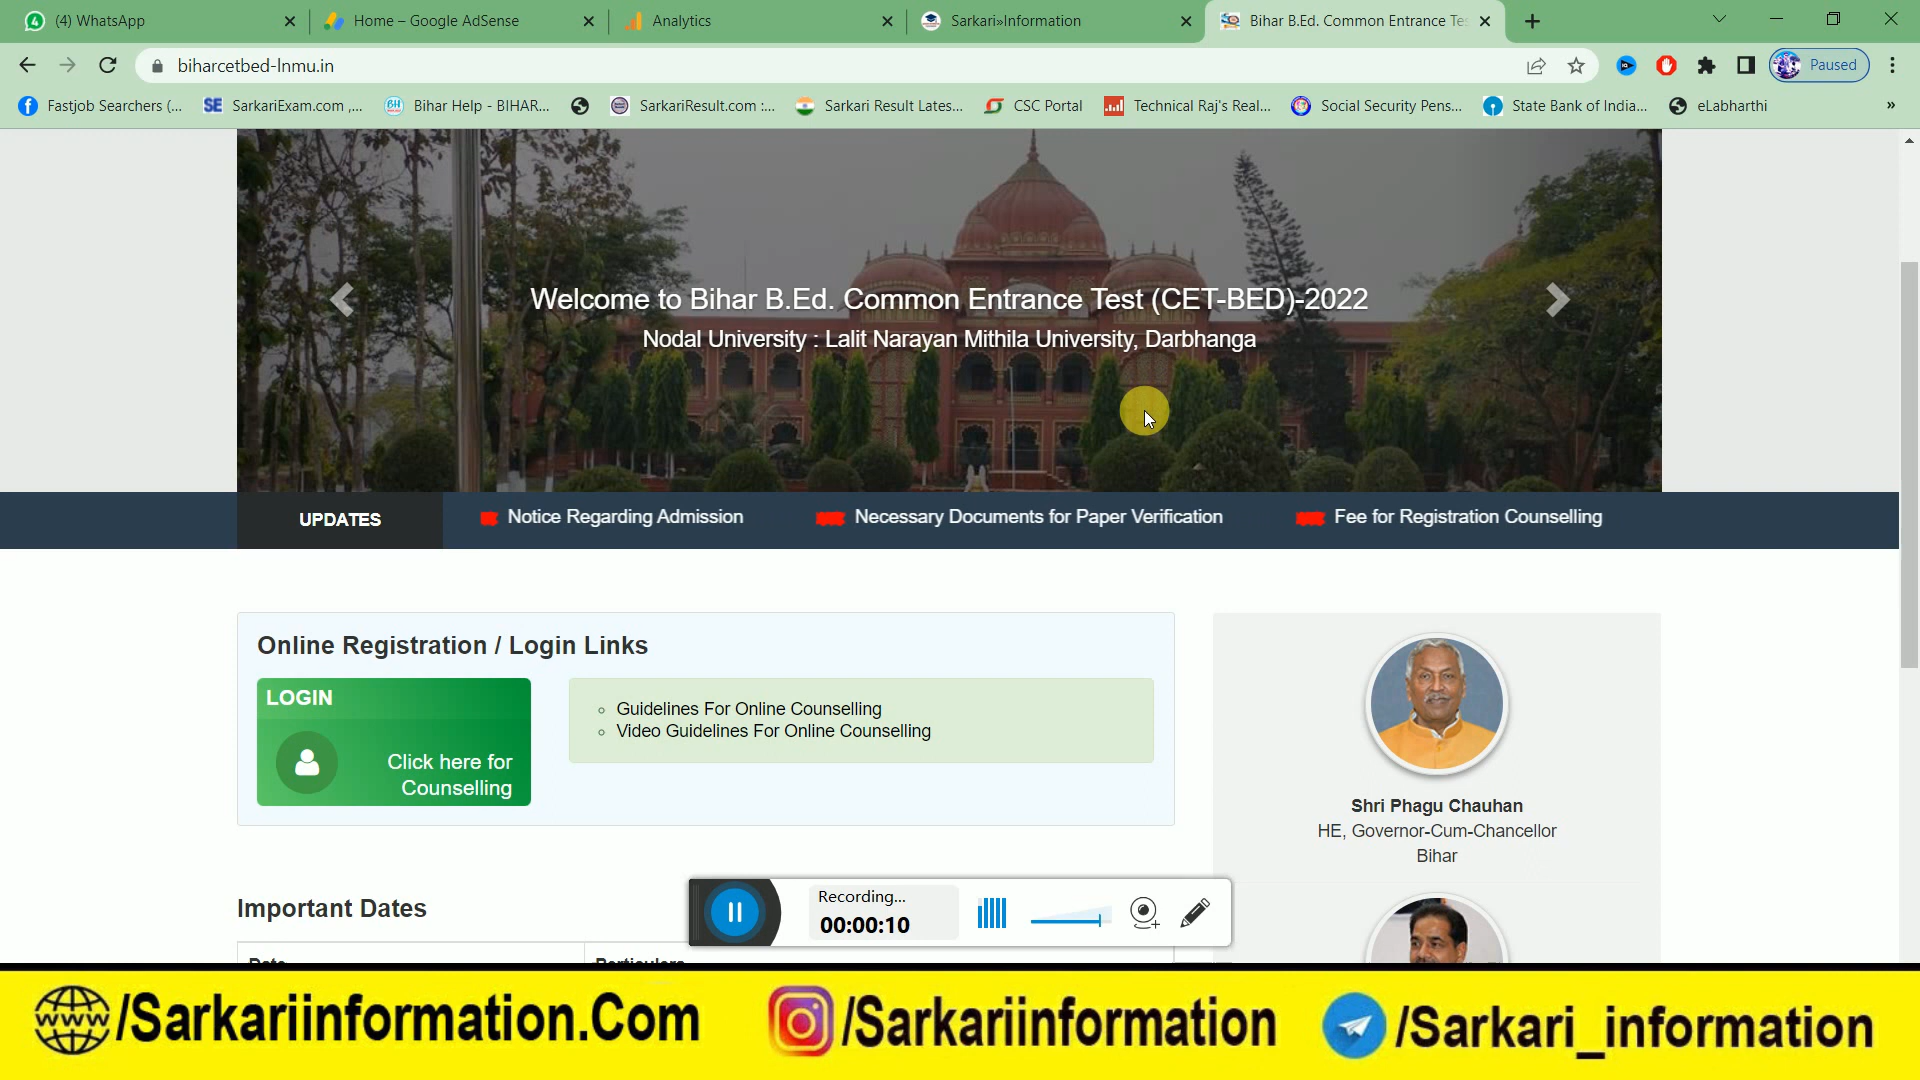 (4) WhatsApp
Home – Google AdSense
Analytics
Sarkari»Information
Bihar B.Ed. Common Entrance Te
biharcetbed-lnmu.in
Paused
Fastjob Searchers (...
SarkariExam.com ,...
Bihar Help - BIHAR...
SarkariResult.com :...
Sarkari Result Lates...
CSC Portal
Technical Raj's Real...
Social Security Pens...
State Bank of India...
eLabharthi
»
Welcome to Bihar B.Ed. Common Entrance Test (CET-BED)-2022
Nodal University : Lalit Narayan Mithila University, Darbhanga
UPDATES
Notice Regarding Admission
Necessary Documents for Paper Verification
Fee for Registration Counselling
Online Registration / Login Links
LOGIN
Click here for
Counselling
Guidelines For Online Counselling
Video Guidelines For Online Counselling
Shri Phagu Chauhan
HE, Governor-Cum-Chancellor
Bihar
Important Dates
Recording...
00:00:10
Date
Particulars
www/Sarkariinformation.Com
/Sarkariinformation
/Sarkari_information